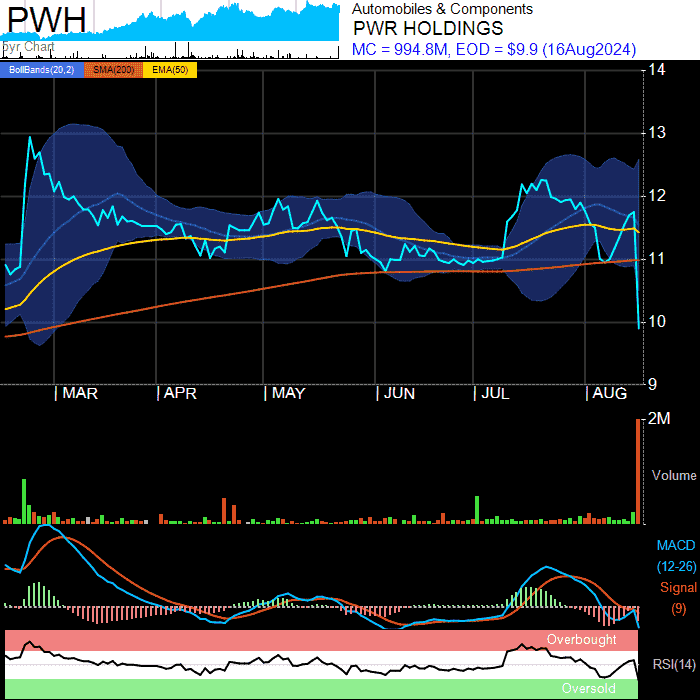 PWH
5yr Chart
Automobiles & Components
PWR HOLDINGS
MC = 994.8M, EOD = $9.9 (16Aug2024)
BollBands(20,2) SMA(200) EMA(50)
14
13
12
11
10
9
MAR APR MAY JUN JUL AUG
2M
Volume
MACD
(12-26)
Signal
(9)
Overbought
RSI(14)
Oversold